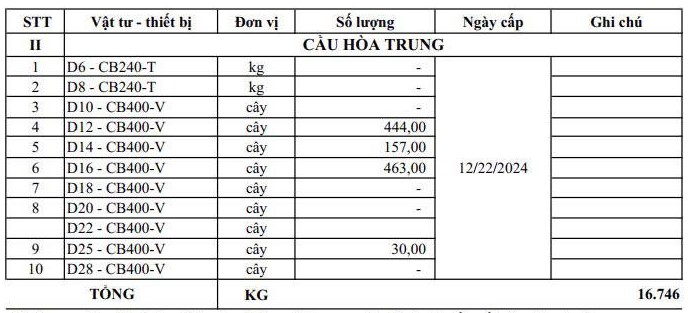 STT Vật tư - thiết bị Đơn vị Số lượng Ngày cấp Ghi chú
II CẦU HÒA TRUNG
1 D6 - CB240-T kg -
2 D8 - CB240-T kg -
3 D10 - CB400-V cây -
4 D12 - CB400-V cây 444,00
5 D14 - CB400-V cây 157,00
6 D16 - CB400-V cây 463,00 12/22/2024
7 D18 - CB400-V cây -
8 D20 - CB400-V cây -
D22 - CB400-V cây
9 D25 - CB400-V cây 30,00
10 D28 - CB400-V cây -
TỔNG KG 16.746